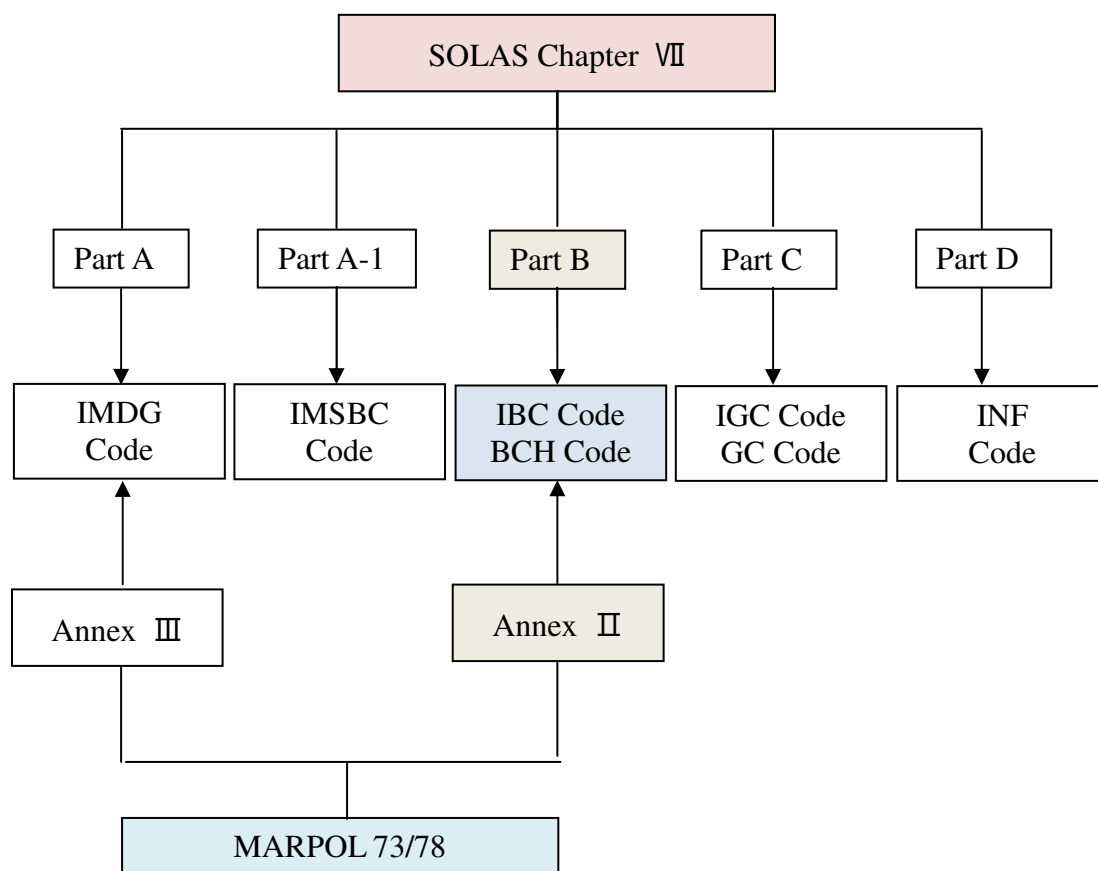 SOLAS Chapter Ⅶ
Part A
Part A-1
Part B
Part C
Part D
IMDG
Code
IMSBC
Code
IBC Code
BCH Code
IGC Code
GC Code
INF
Code
Annex Ⅲ
Annex Ⅱ
MARPOL 73/78